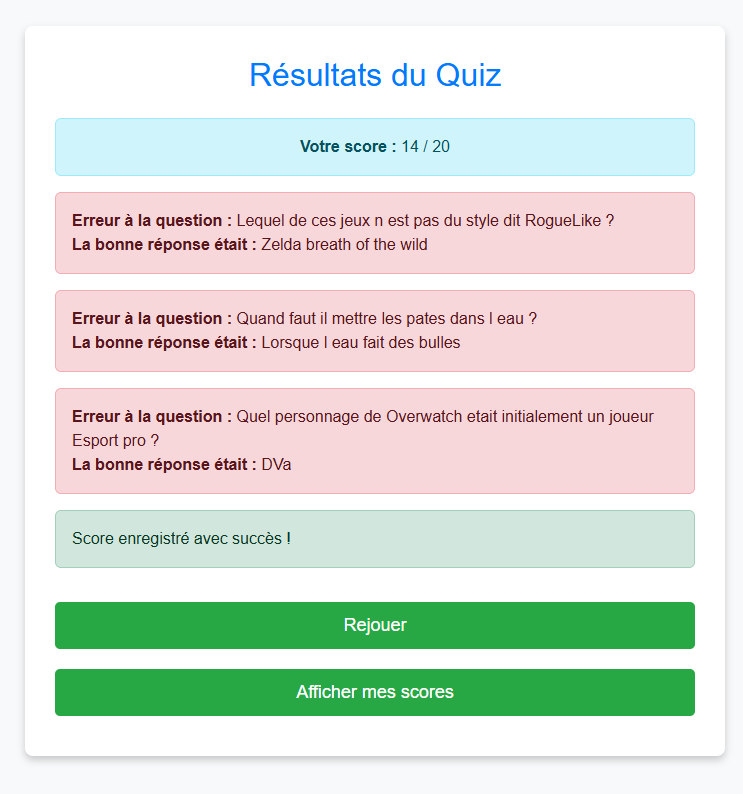 Résultats du Quiz
Votre score : 14 / 20
Erreur à la question : Lequel de ces jeux n est pas du style dit RogueLike ?
La bonne réponse était : Zelda breath of the wild
Erreur à la question : Quand faut il mettre les pates dans l eau ?
La bonne réponse était : Lorsque l eau fait des bulles
Erreur à la question : Quel personnage de Overwatch etait initialement un joueur
Esport pro ?
La bonne réponse était : DVa
Score enregistré avec succès !
Rejouer
Afficher mes scores